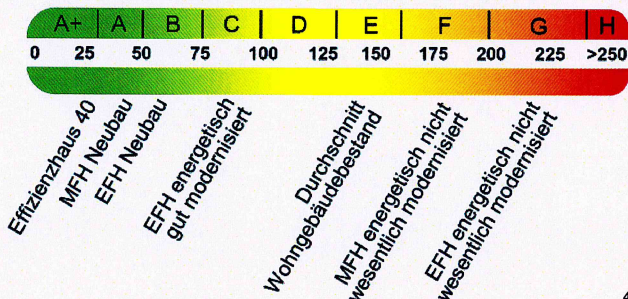 A+ A B C D E F G H
0 25 50 75 100 125 150 175 200 225 >250
Effizienzhaus 40
MFH Neubau
EFH Neubau
EFH energetisch
gut modernisiert
Durchschnitt
Wohngebäudebestand
MFH energetisch nicht
wesentlich modernisiert
EFH energetisch nicht
wesentlich modernisiert